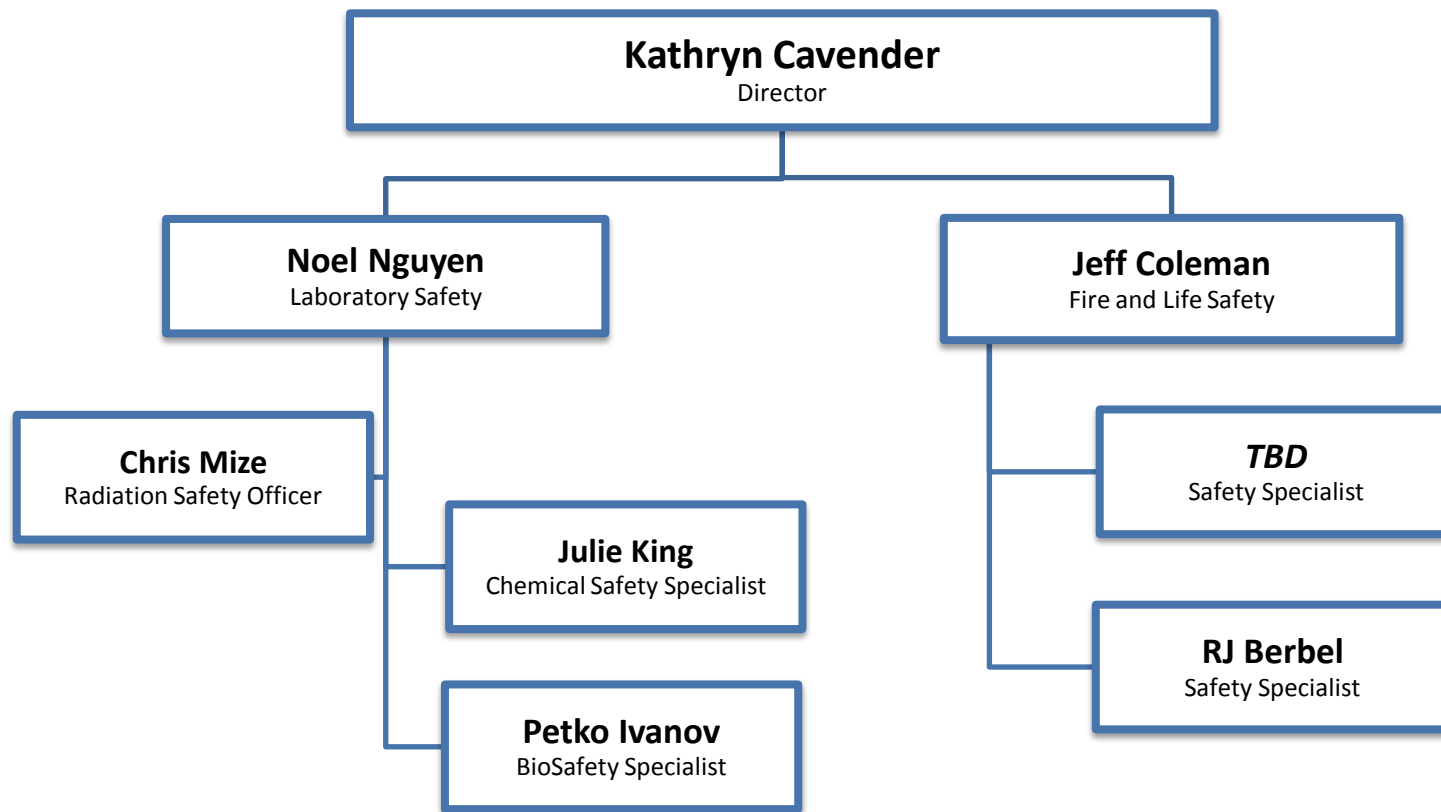 Kathryn Cavender
Director
Noel Nguyen
Laboratory Safety
Jeff Coleman
Fire and Life Safety
Chris Mize
Radiation Safety Officer
TBD
Safety Specialist
Julie King
Chemical Safety Specialist
RJ Berbel
Safety Specialist
Petko Ivanov
BioSafety Specialist